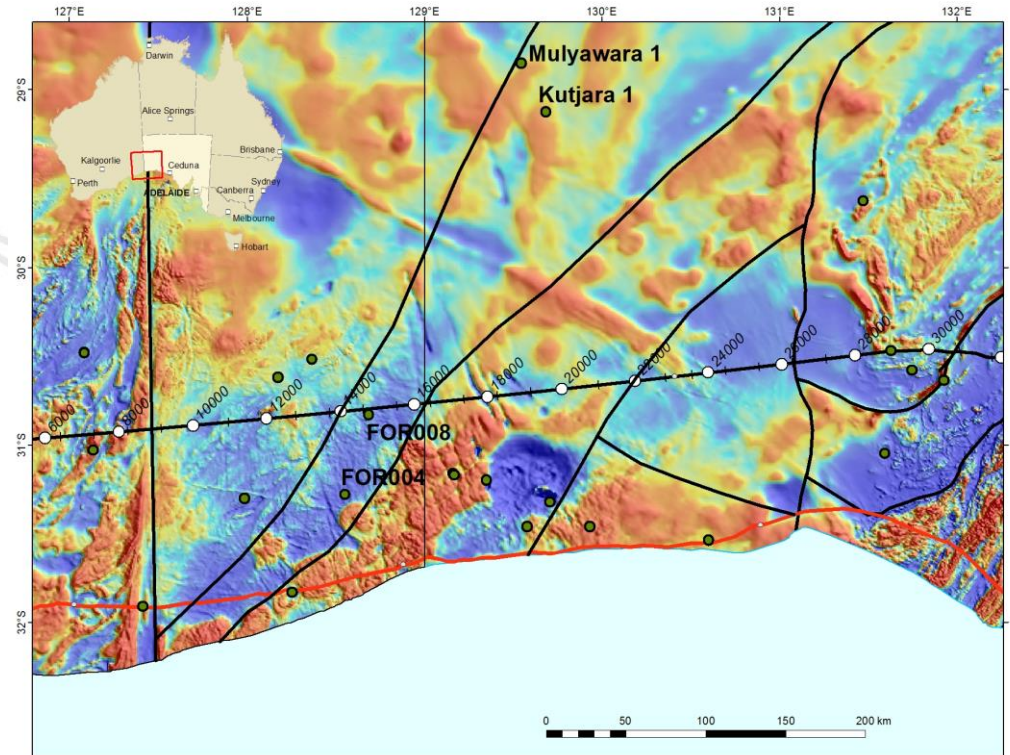 127°E
128°E
129°E
130°E
131°E
132°E
29°S
30°S
31°S
32°S
Darwin
Alice Springs
Brisbane
Kalgoorlie
Ceduna
Perth
ADELAIDE
Sydney
Canberra
Melbourne
Hobart
Mulyawara 1
Kutjara 1
6000
8000
10000
12000
14000
16000
18000
20000
22000
24000
26000
28000
30000
FOR008
FOR004
0
50
100
150
200 km